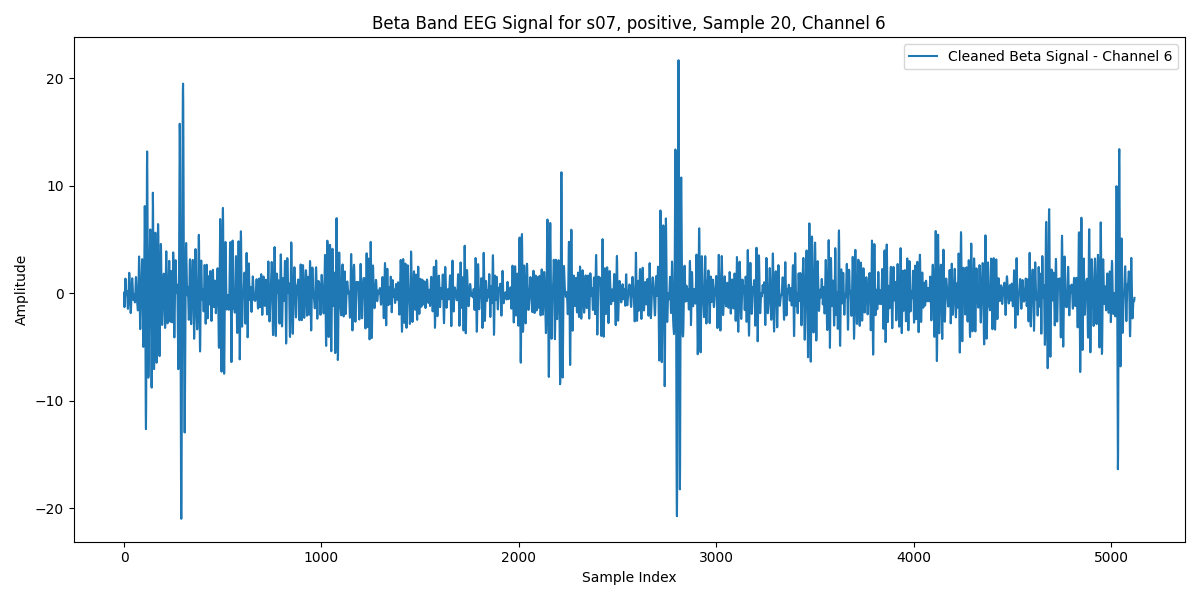 Beta Band EEG Signal for s07, positive, Sample 20, Channel 6
Cleaned Beta Signal - Channel 6
Amplitude
20
10
0
−10
−20
0 1000 2000 3000 4000 5000
Sample Index